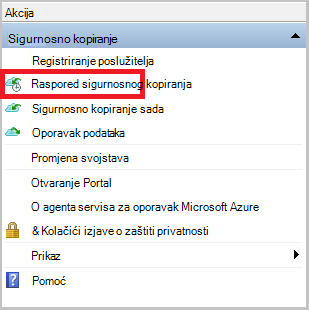 Akcija
Sigurnosno kopiranje
Registriranje poslužitelja
Raspored sigurnosnog kopiranja
Sigurnosno kopiranje sada
Oporavak podataka
Promjena svojstava
Otvaranje Portal
O agenta servisa za oporavak Microsoft Azure
& Kolačići izjave o zaštiti privatnosti
Prikaz
Pomoć